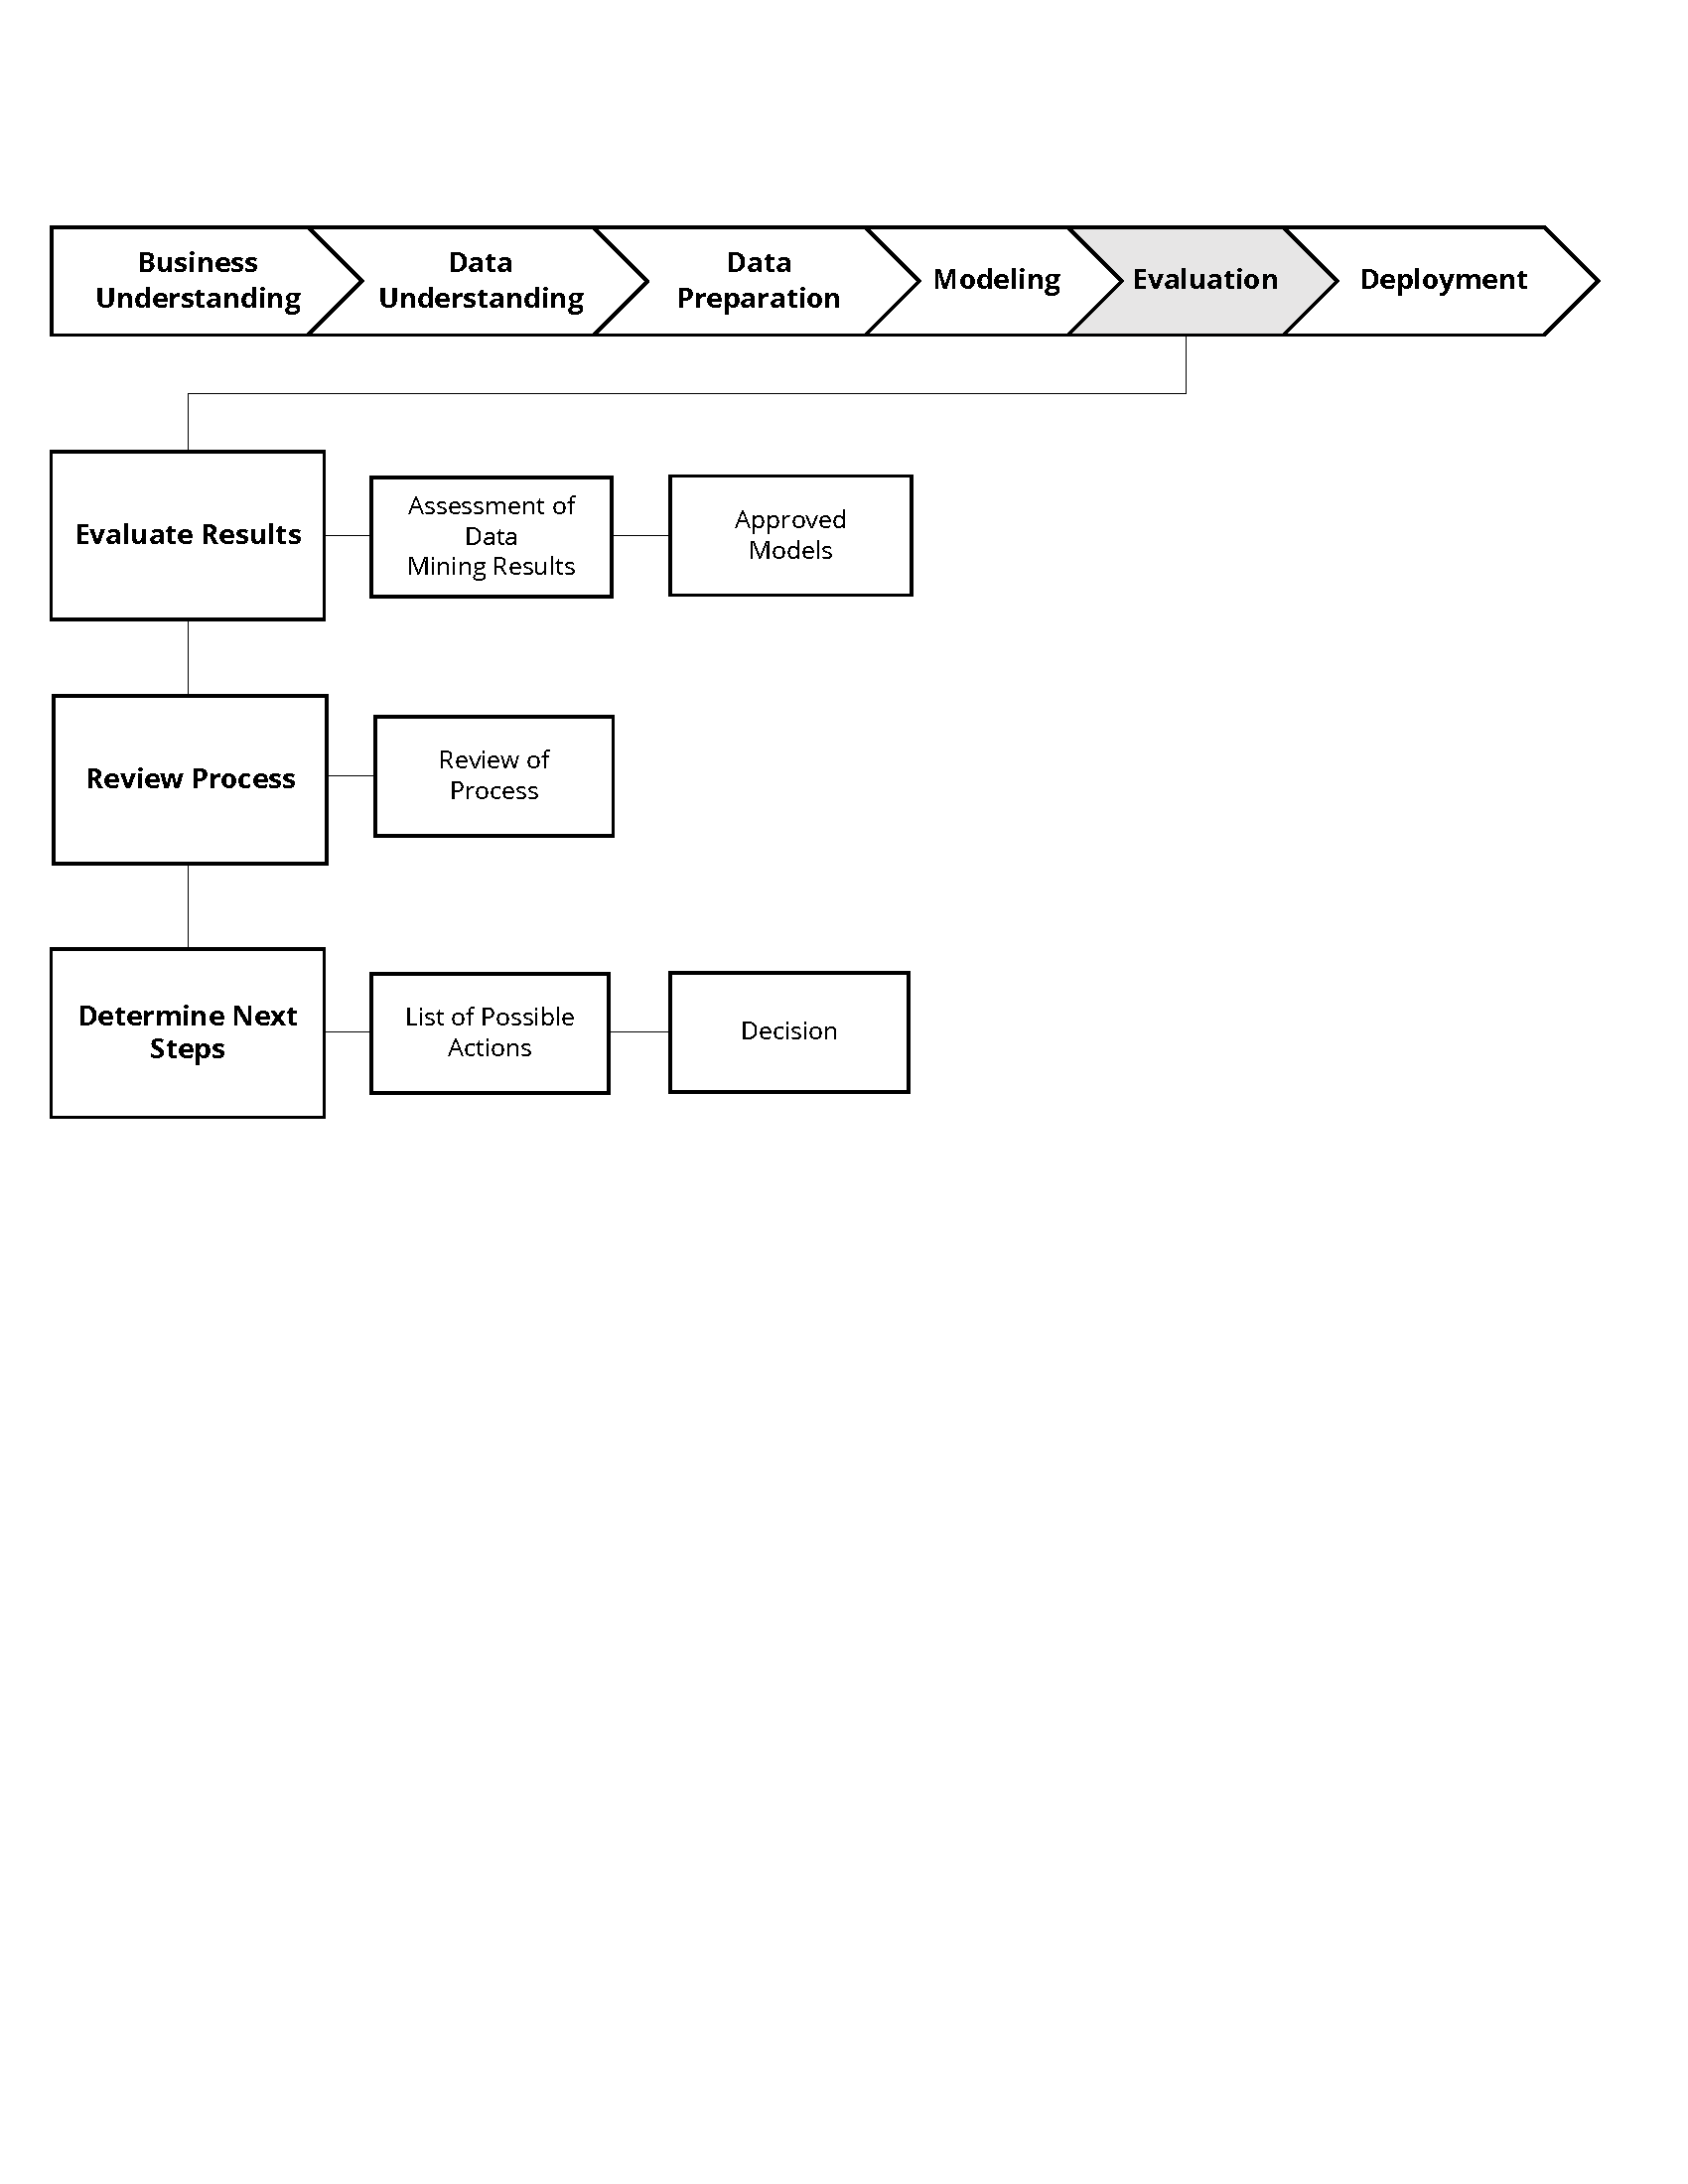 Business
Understanding
Data
Understanding
Data
Preparation
Modeling
Evaluation
Deployment
Evaluate Results
Assessment of
Data
Mining Results
Approved
Models
Review Process
Review of
Process
Determine Next
Steps
List of Possible
Actions
Decision